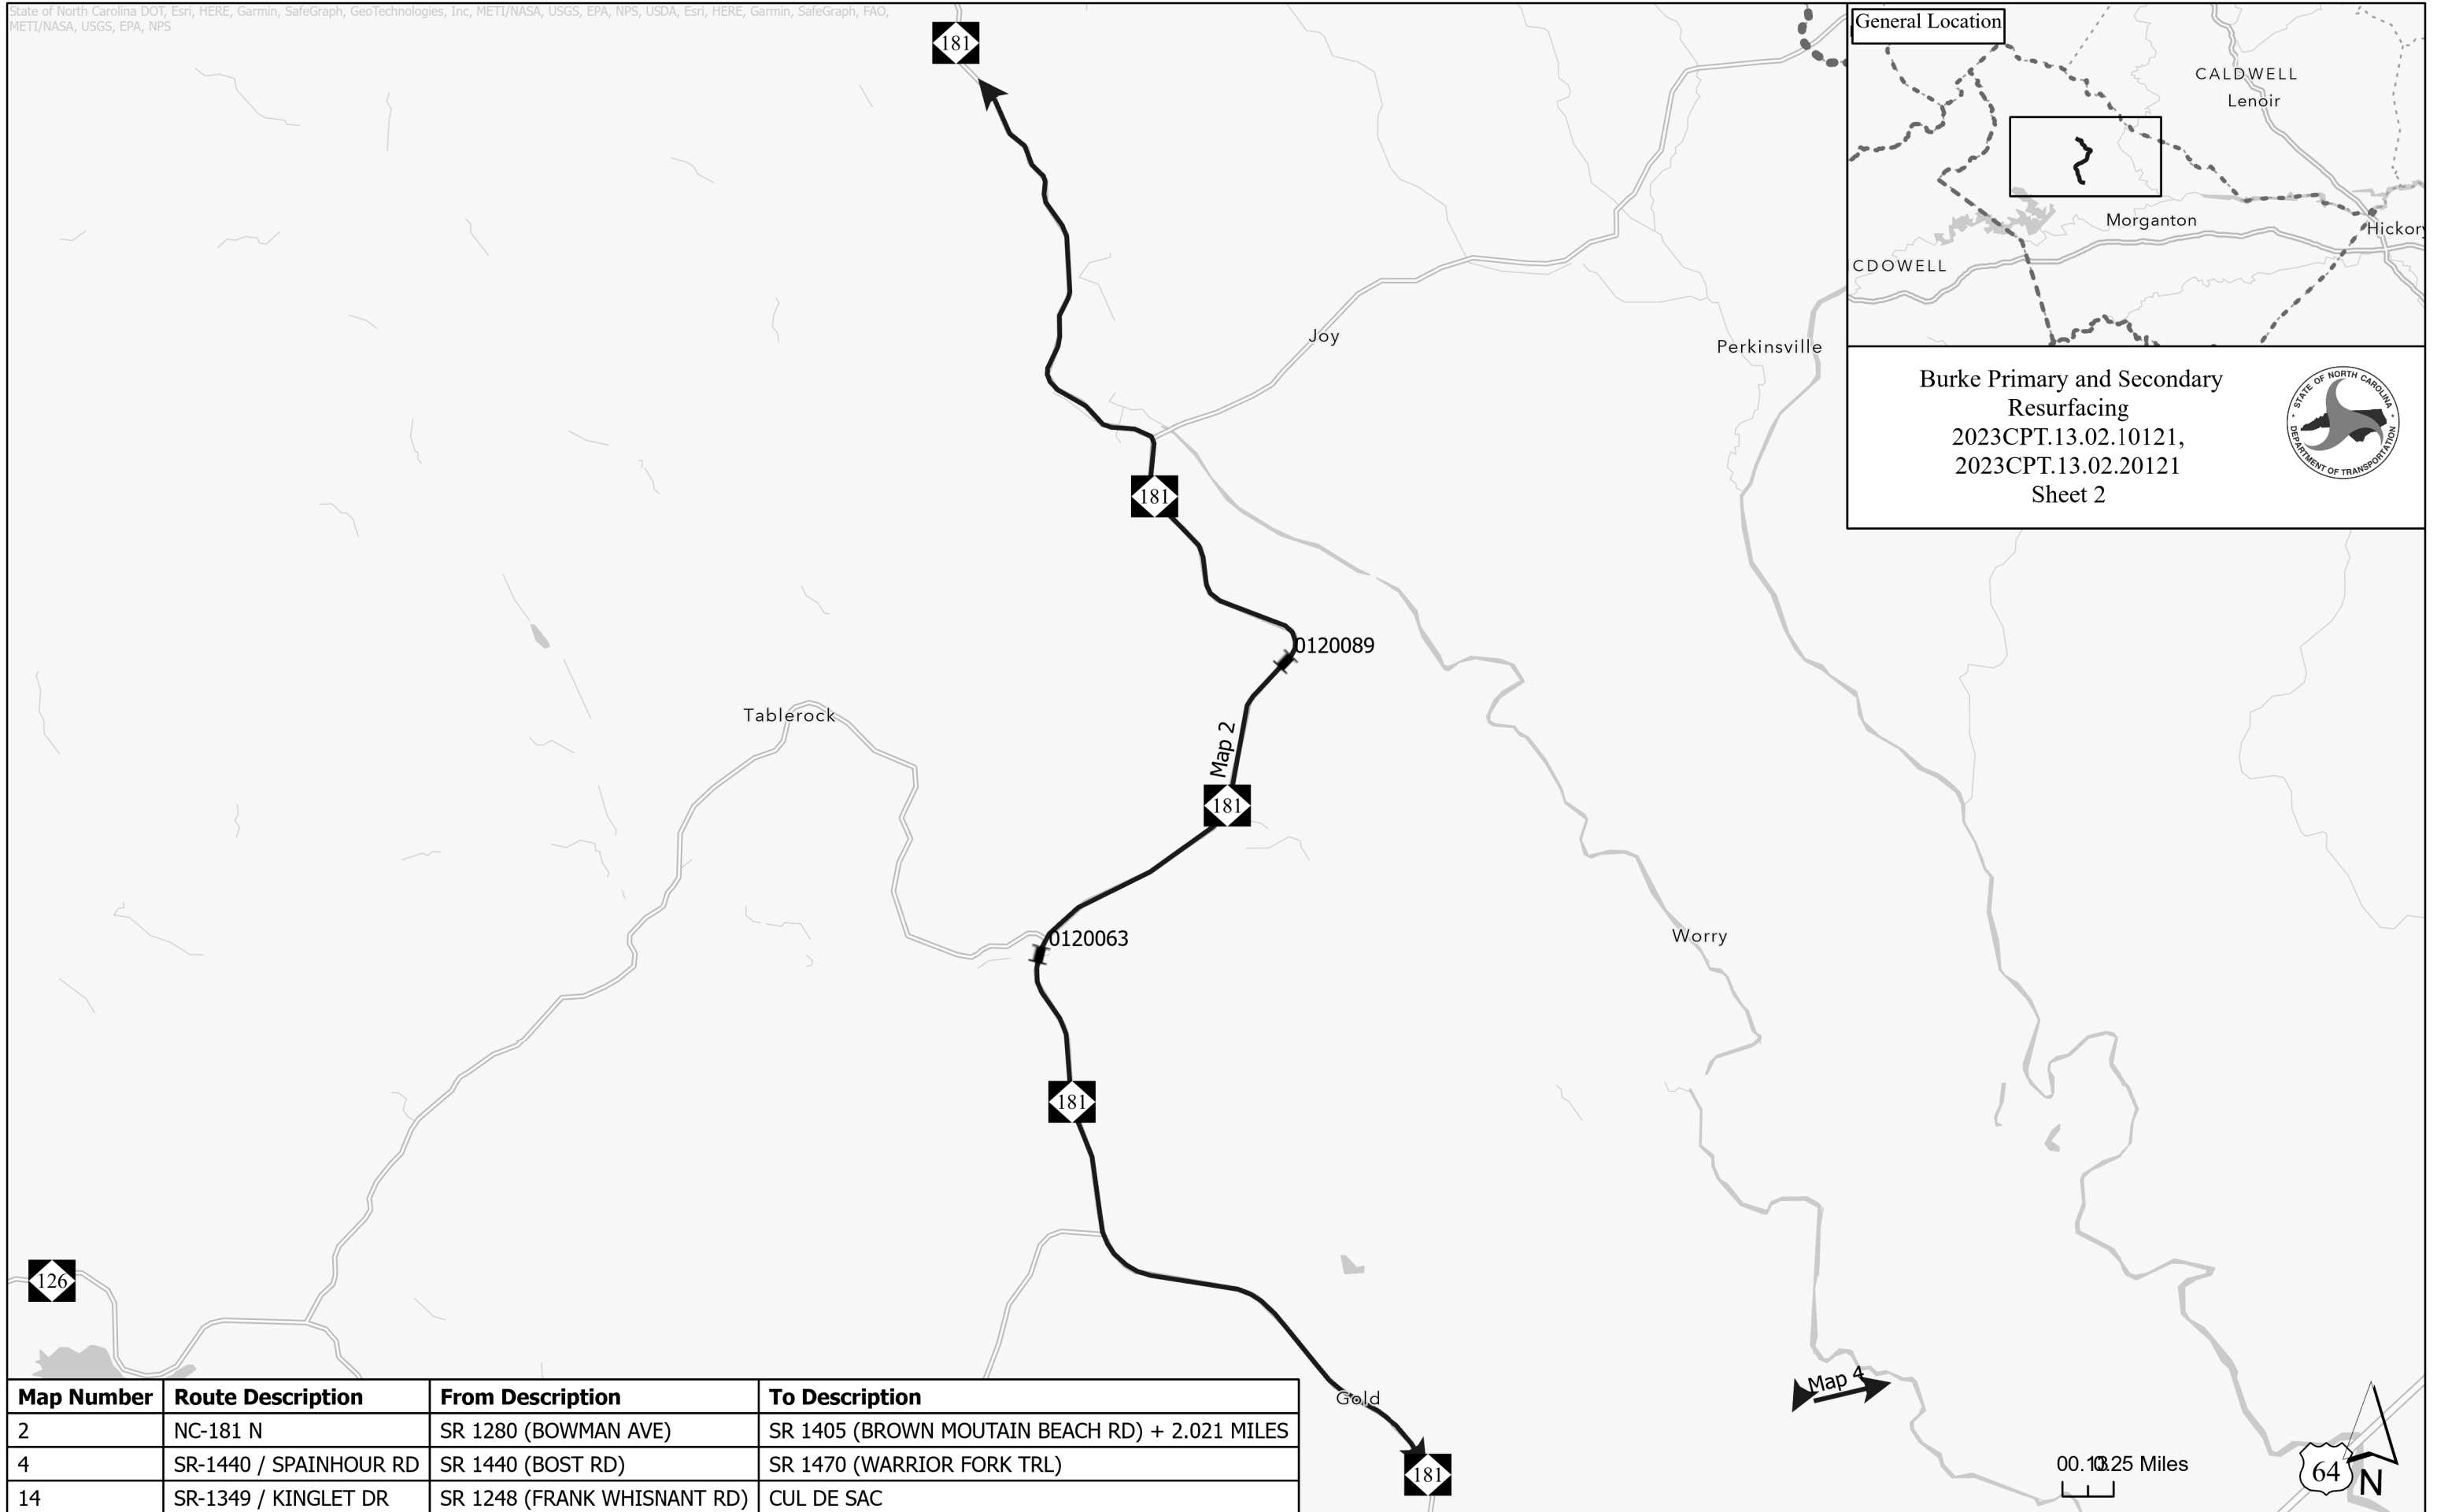 State of North Carolina DOT, Esri, HERE, Garmin, SafeGraph, GeoTechnologies, Inc, METI/NASA, USGS, EPA, NPS, USDA, Esri, HERE, Garmin, SafeGraph, FAO,
METI/NASA, USGS, EPA, NPS
181
General Location
CALDWELL
Lenoir
Morganton
Hickory
CDOWELL
Joy
Perkinsville
Burke Primary and Secondary
Resurfacing
2023CPT.13.02.10121,
2023CPT.13.02.20121
Sheet 2
STATE OF NORTH CAROLINA
DEPARTMENT OF TRANSPORTATION
181
0120089
Tablerock
Map 2
181
0120063
Worry
181
126
Gold
Map 4
181
0.25 Miles
64
N
Map Number Route Description From Description To Description
2 NC-181 N SR 1280 (BOWMAN AVE) SR 1405 (BROWN MOUTAIN BEACH RD) + 2.021 MILES
4 SR-1440 / SPAINHOUR RD SR 1440 (BOST RD) SR 1470 (WARRIOR FORK TRL)
14 SR-1349 / KINGLET DR SR 1248 (FRANK WHISNANT RD) CUL DE SAC